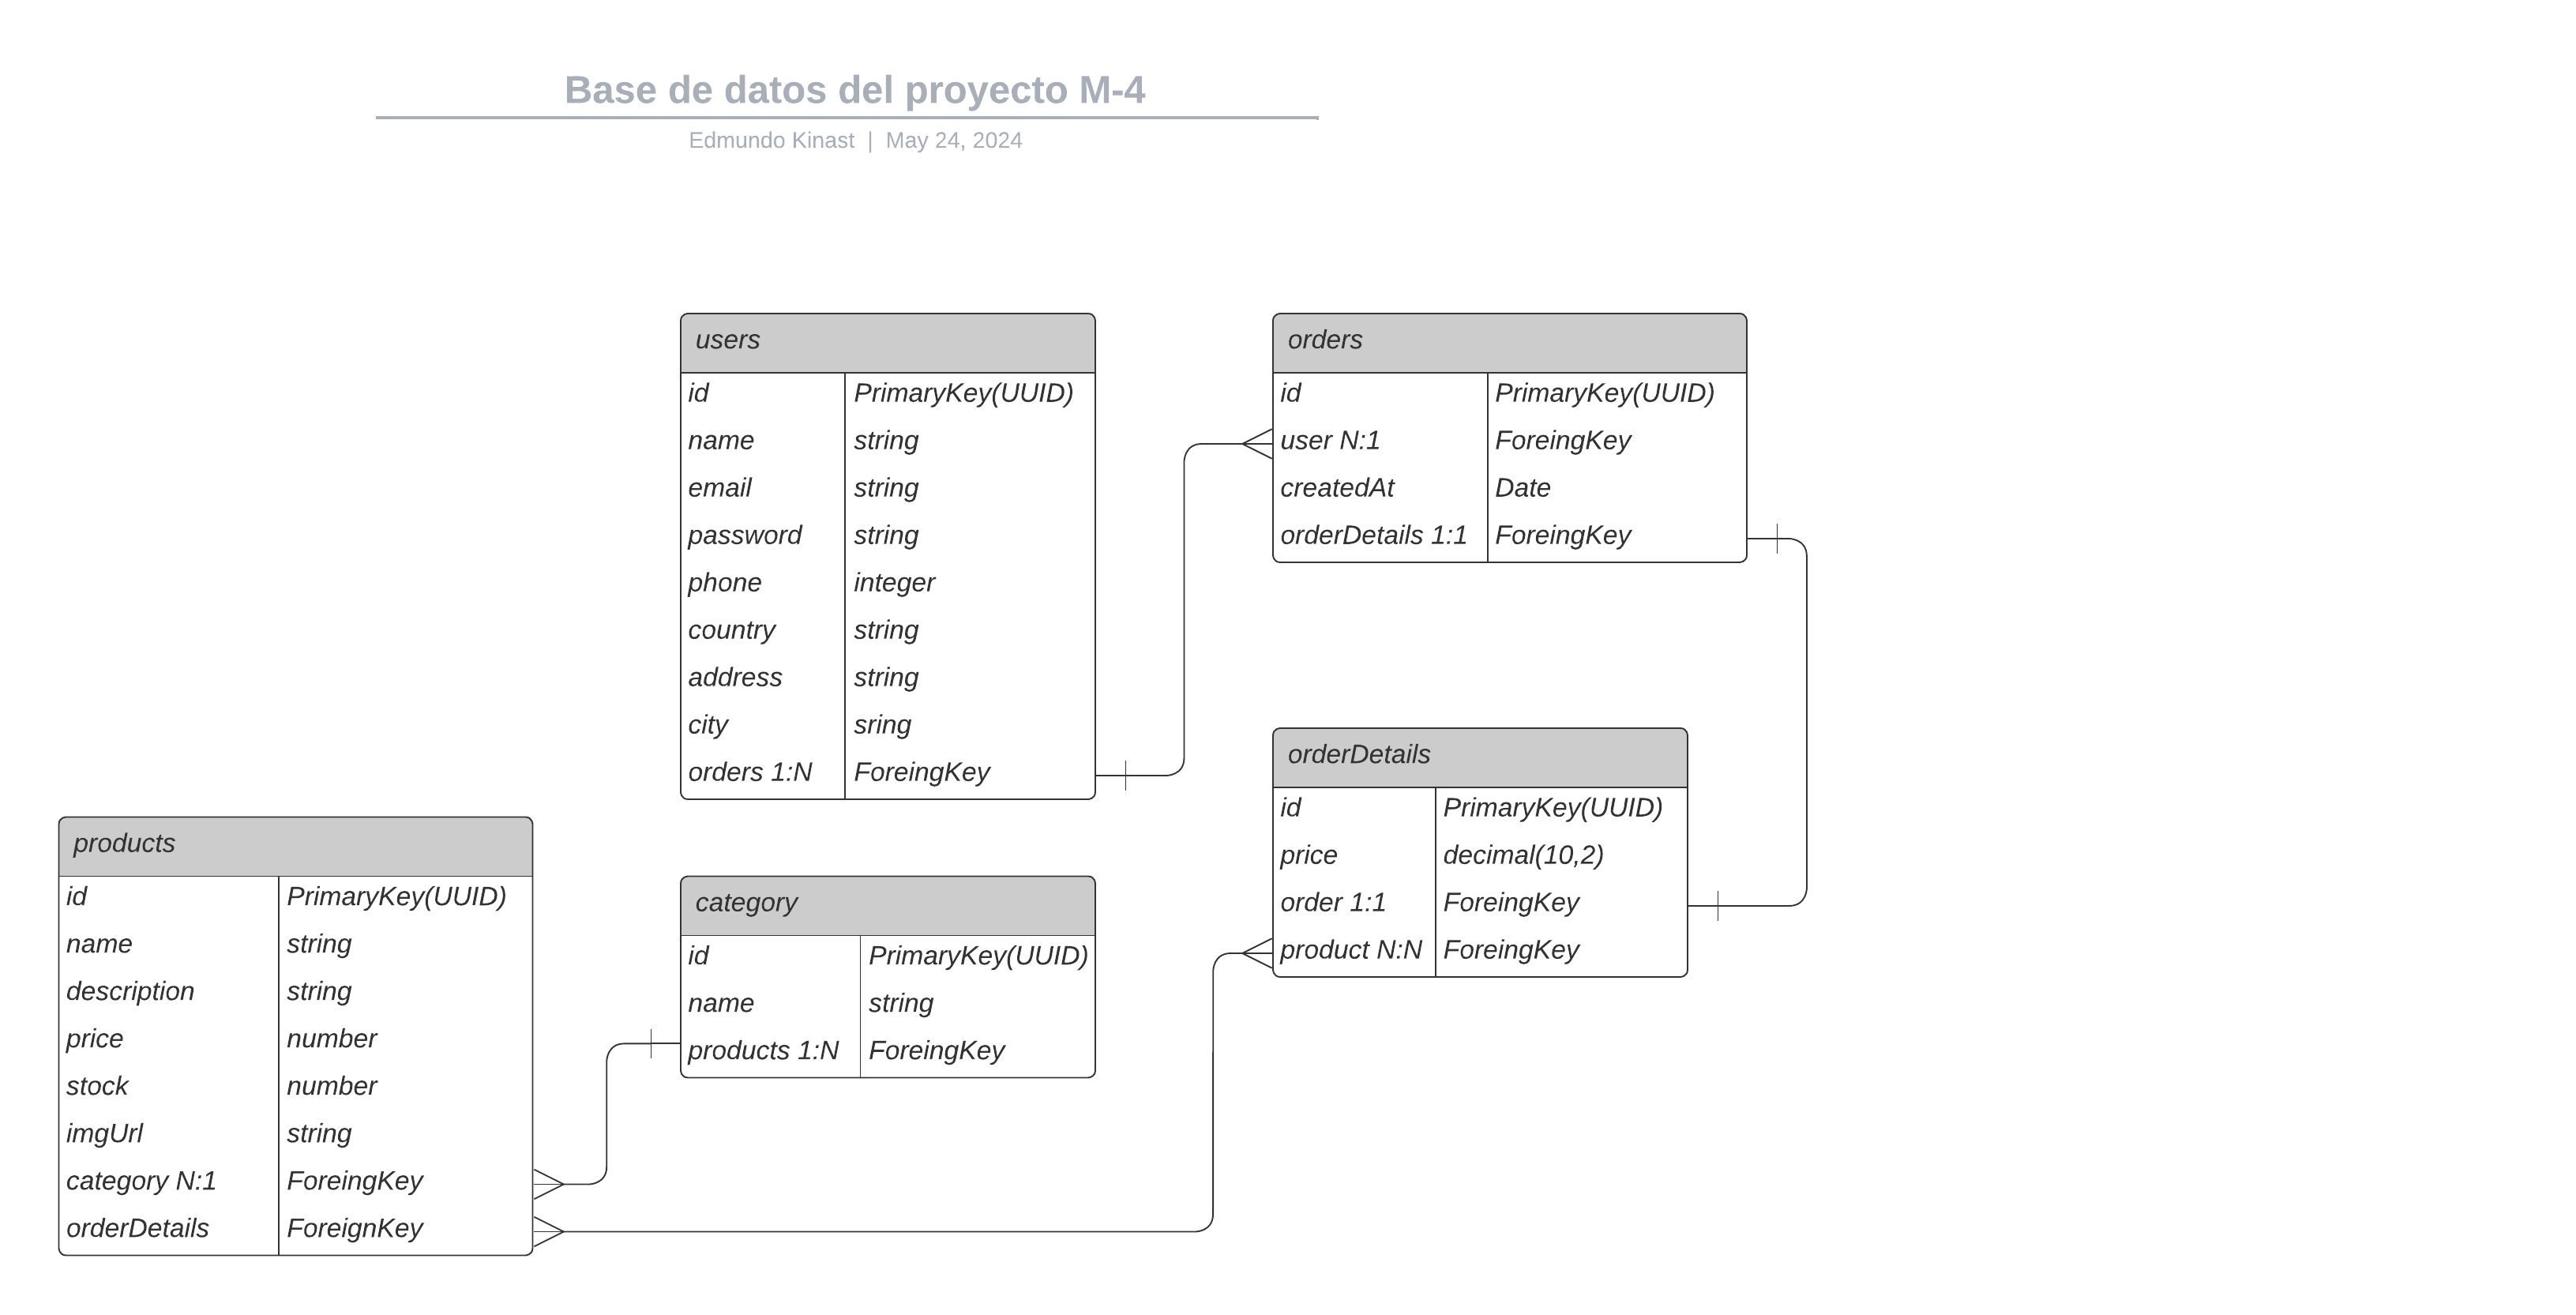 Base de datos del proyecto M-4
Edmundo Kinast | May 24, 2024
users
id PrimaryKey(UUID)
name string
email string
password string
phone integer
country string
address string
city sring
orders 1:N ForeingKey
orders
id PrimaryKey(UUID)
user N:1 ForeingKey
createdAt Date
orderDetails 1:1 ForeingKey
orderDetails
id PrimaryKey(UUID)
price decimal(10,2)
order 1:1 ForeingKey
product N:N ForeingKey
products
id PrimaryKey(UUID)
name string
description string
price number
stock number
imgUrl string
category N:1 ForeingKey
orderDetails ForeignKey
category
id PrimaryKey(UUID)
name string
products 1:N ForeingKey